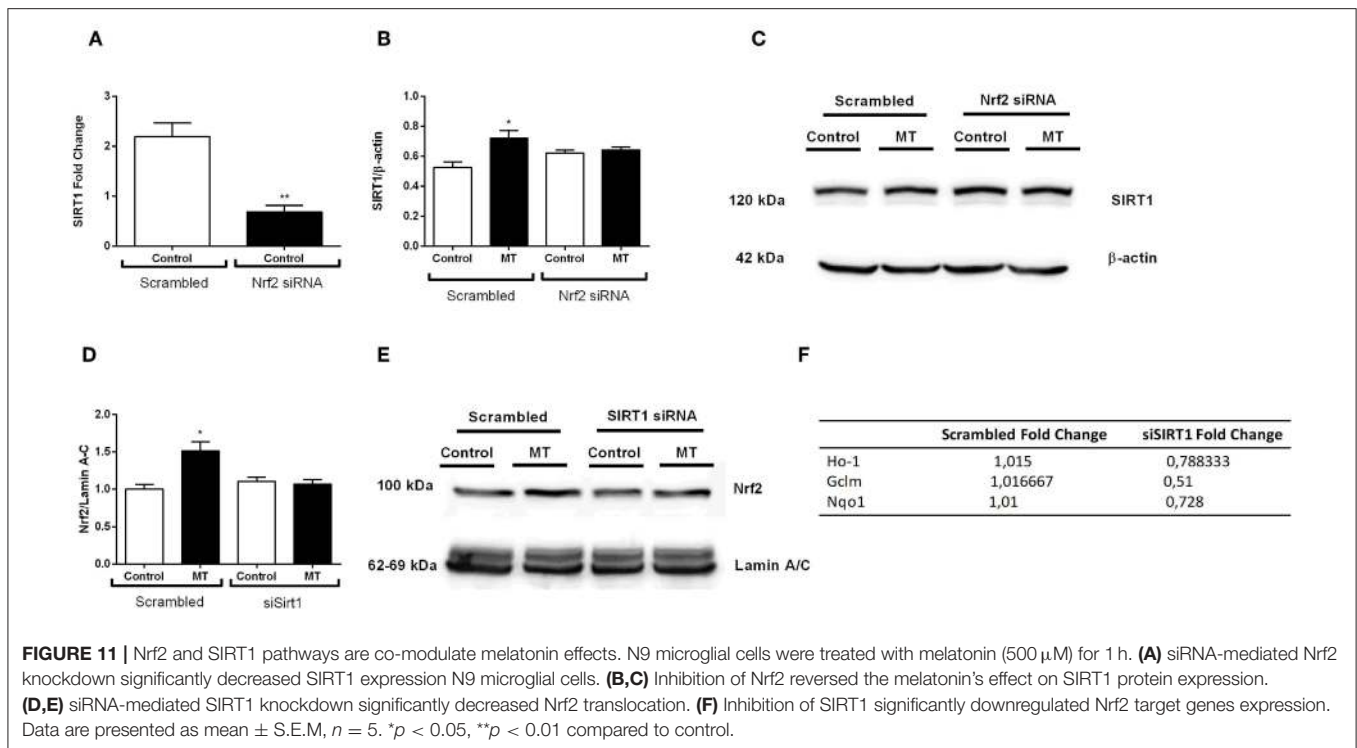 A
SIRT1 Fold Change
3
2
1
0
Control
Control
Scrambled
Nrf2 siRNA
**
B
SIRT1/β-actin
1.0
0.8
0.6
0.4
0.2
0.0
*
Control
MT
Control
MT
Scrambled
Nrf2 siRNA
C
Scrambled
Nrf2 siRNA
Control
MT
Control
MT
120 kDa
SIRT1
42 kDa
β-actin
D
Nrf2/Lamin A-C
2.0
1.5
1.0
0.5
0.0
*
Control
MT
Control
MT
Scrambled
siSirt1
E
Scrambled
SIRT1 siRNA
Control
MT
Control
MT
100 kDa
Nrf2
62-69 kDa
Lamin A/C
F
Scrambled Fold Change siSIRT1 Fold Change
Ho-1 1,015 0,788333
Gclm 1,016667 0,51
Nqo1 1,01 0,728
FIGURE 11 | Nrf2 and SIRT1 pathways are co-modulate melatonin effects. N9 microglial cells were treated with melatonin (500 μM) for 1 h. (A) siRNA-mediated Nrf2
knockdown significantly decreased SIRT1 expression N9 microglial cells. (B,C) Inhibition of Nrf2 reversed the melatonin's effect on SIRT1 protein expression.
(D,E) siRNA-mediated SIRT1 knockdown significantly decreased Nrf2 translocation. (F) Inhibition of SIRT1 significantly downregulated Nrf2 target genes expression.
Data are presented as mean ± S.E.M, n = 5. *p < 0.05, **p < 0.01 compared to control.